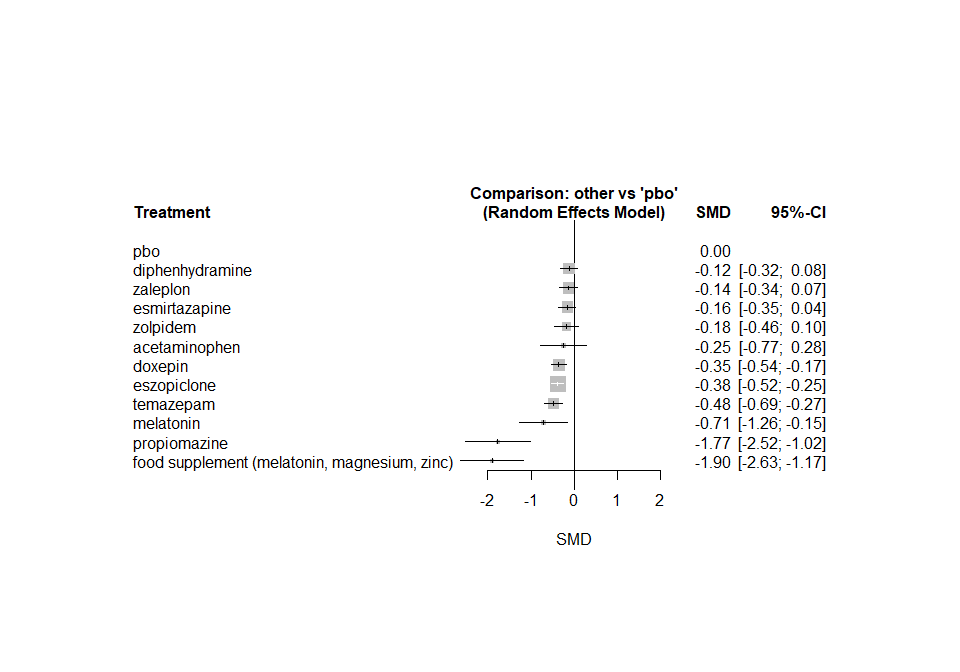 Comparison: other vs 'pbo'
Treatment (Random Effects Model) SMD 95%-CI
pbo 0.00
diphenhydramine -0.12 [-0.32; 0.08]
zaleplon -0.14 [-0.34; 0.07]
esmirtazapine -0.16 [-0.35; 0.04]
zolpidem -0.18 [-0.46; 0.10]
acetaminophen -0.25 [-0.77; 0.28]
doxepin -0.35 [-0.54; -0.17]
eszopiclone -0.38 [-0.52; -0.25]
temazepam -0.48 [-0.69; -0.27]
melatonin -0.71 [-1.26; -0.15]
propiomazine -1.77 [-2.52; -1.02]
food supplement (melatonin, magnesium, zinc) -1.90 [-2.63; -1.17]
-2 -1 0 1 2
SMD